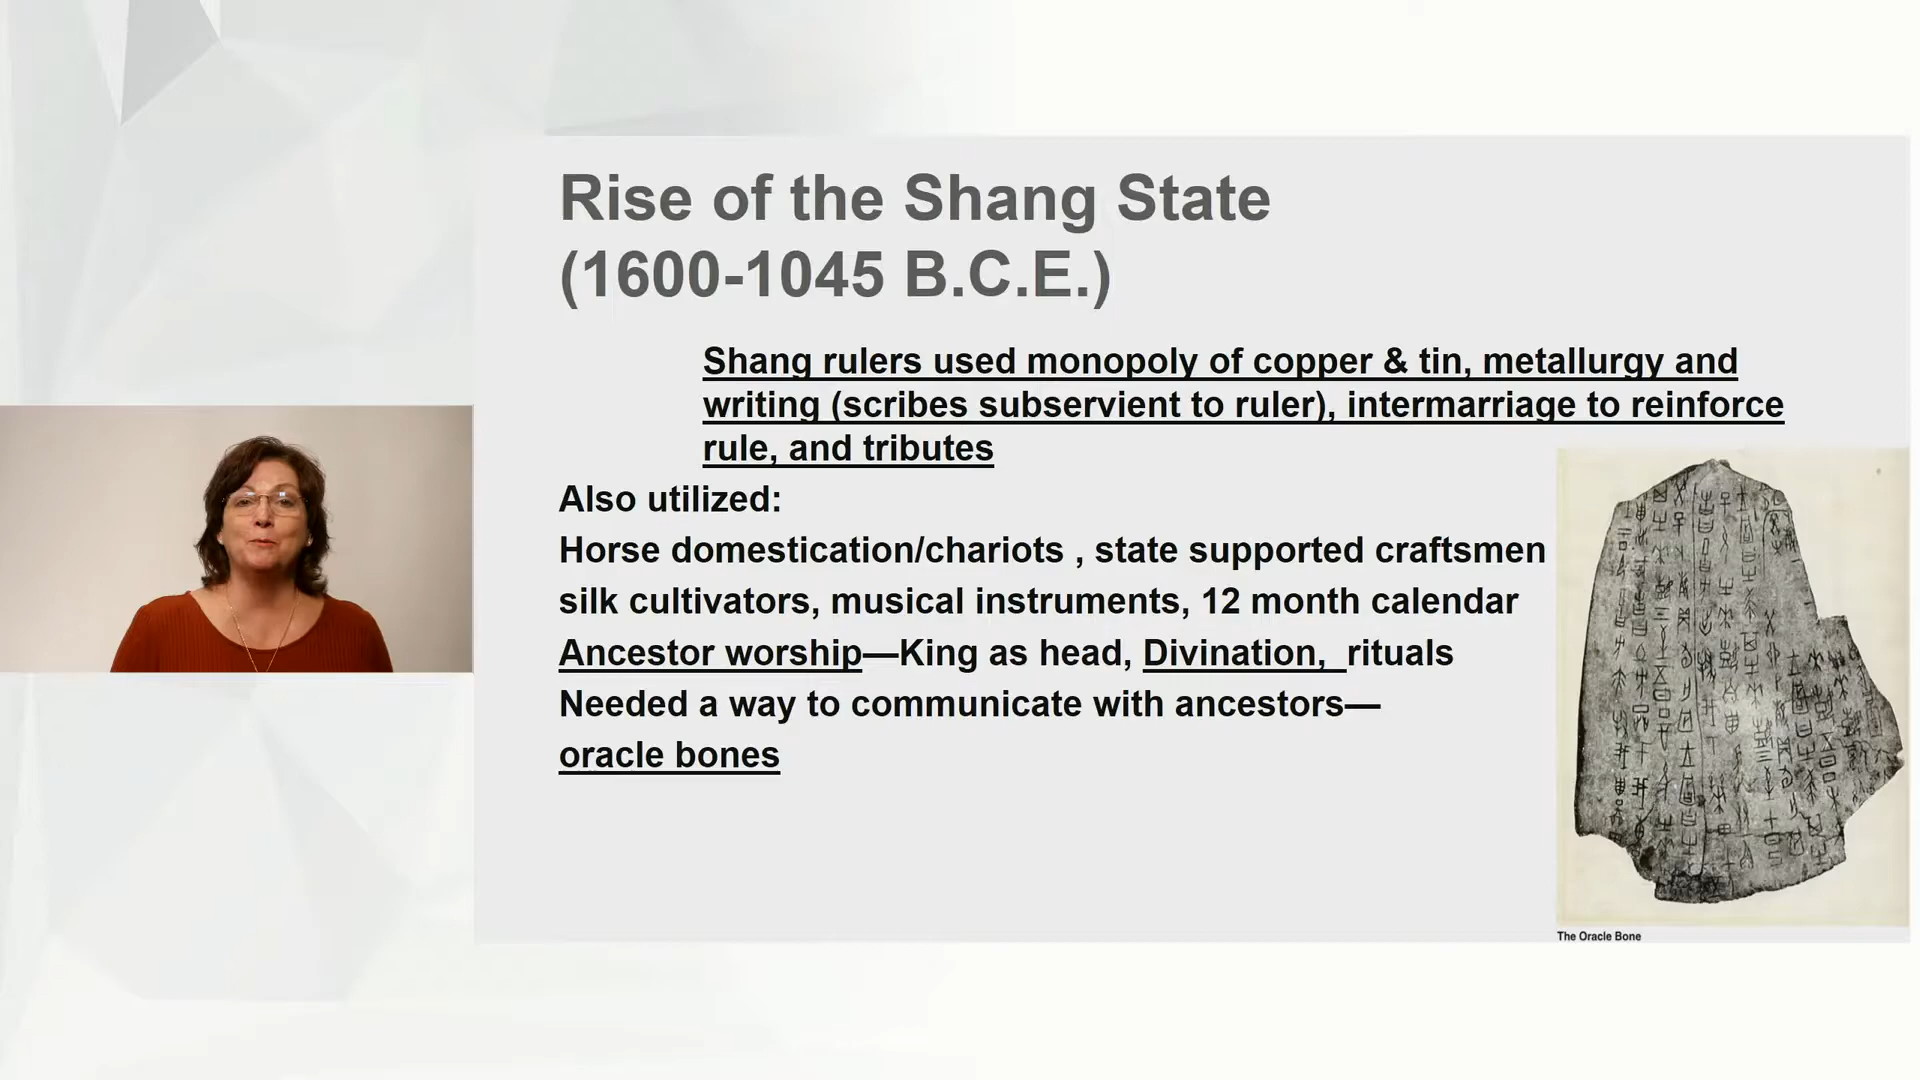 Rise of the Shang State
(1600-1045 B.C.E.)
Shang rulers used monopoly of copper & tin, metallurgy and
writing (scribes subservient to ruler), intermarriage to reinforce
rule, and tributes
Also utilized:
Horse domestication/chariots , state supported craftsmen
silk cultivators, musical instruments, 12 month calendar
Ancestor worship—King as head, Divination, rituals
Needed a way to communicate with ancestors—
oracle bones
The Oracle Bone